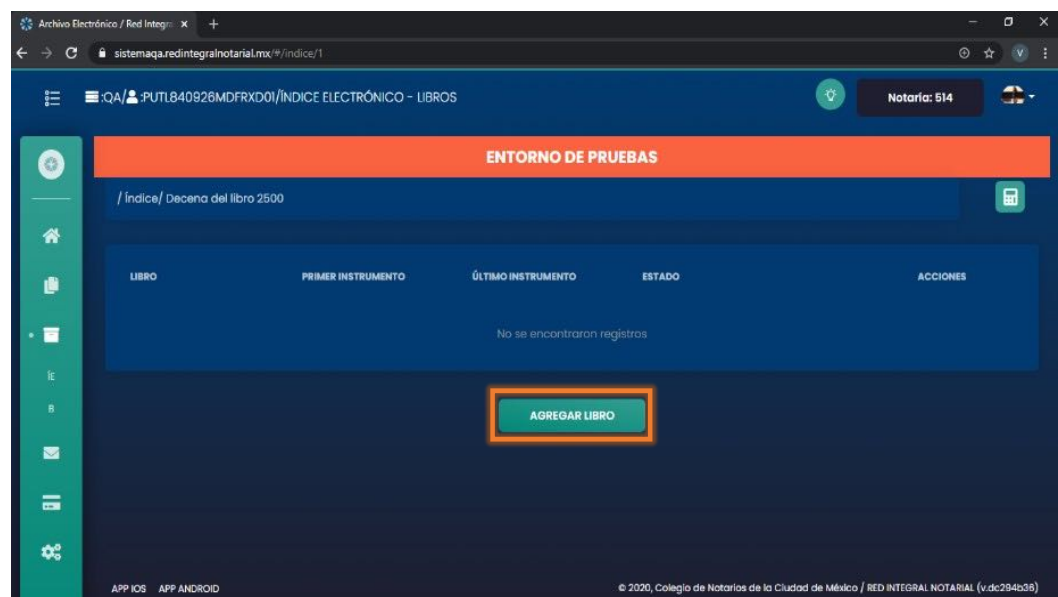 Archivo Electrónico / Red Integr
sistemaqa.redintegralnotarial.mx/#/indice/1
V
:QA/ :PUTL840926MDFRXD01/ÍNDICE ELECTRÓNICO - LIBROS
Notaría: 514
ENTORNO DE PRUEBAS
/ Índice/ Decena del libro 2500
LIBRO PRIMER INSTRUMENTO ÚLTIMO INSTRUMENTO ESTADO ACCIONES
No se encontraron registros
ÍE
B
AGREGAR LIBRO
APP IOS APP ANDROID
© 2020, Colegio de Notarios de la Ciudad de México / RED INTEGRAL NOTARIAL (v.dc294b36)